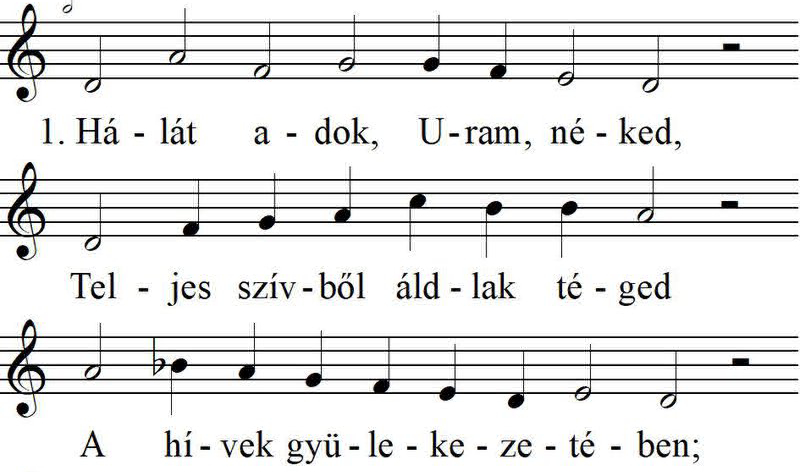 1. Há - lát a - dok, U - ram, né - ked,
Tel - jes szív - ből áld - lak té - ged
A hí - vek gyü - le - ke - ze - té - ben;